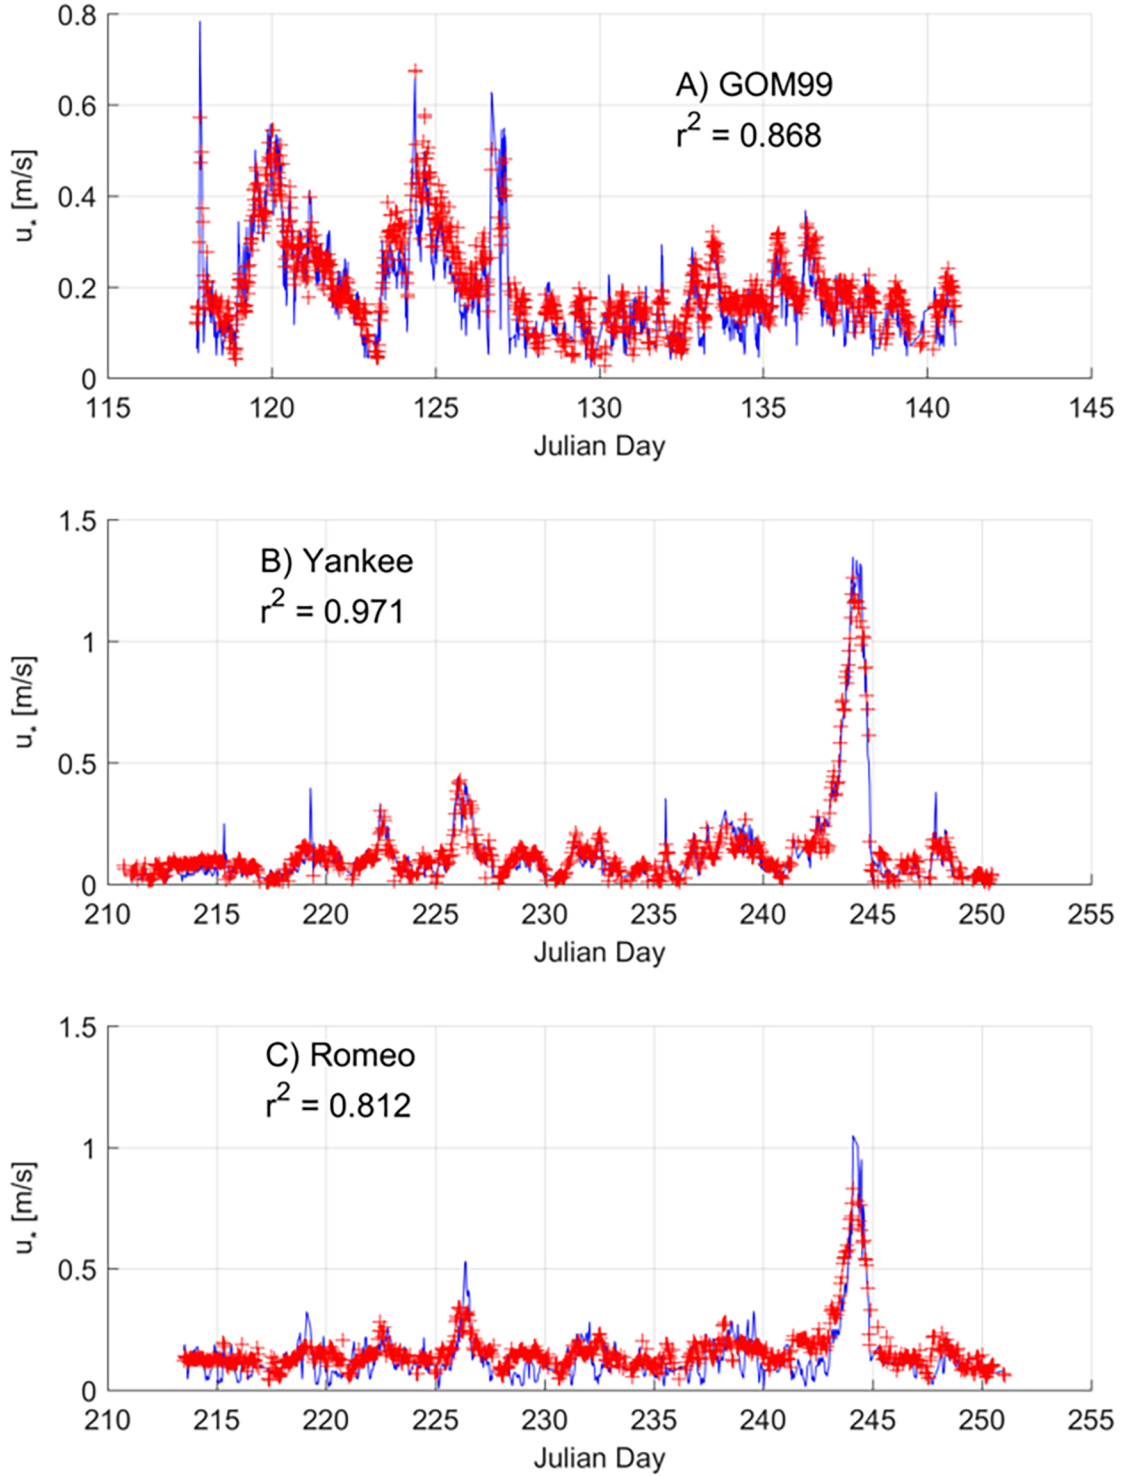 0.8
0.6
0.4
0.2
0
u* [m/s]
A) GOM99
r² = 0.868
115 120 125 130 135 140 145
Julian Day
1.5
1
0.5
0
u* [m/s]
B) Yankee
r² = 0.971
210 215 220 225 230 235 240 245 250 255
Julian Day
1.5
1
0.5
0
u* [m/s]
C) Romeo
r² = 0.812
210 215 220 225 230 235 240 245 250 255
Julian Day